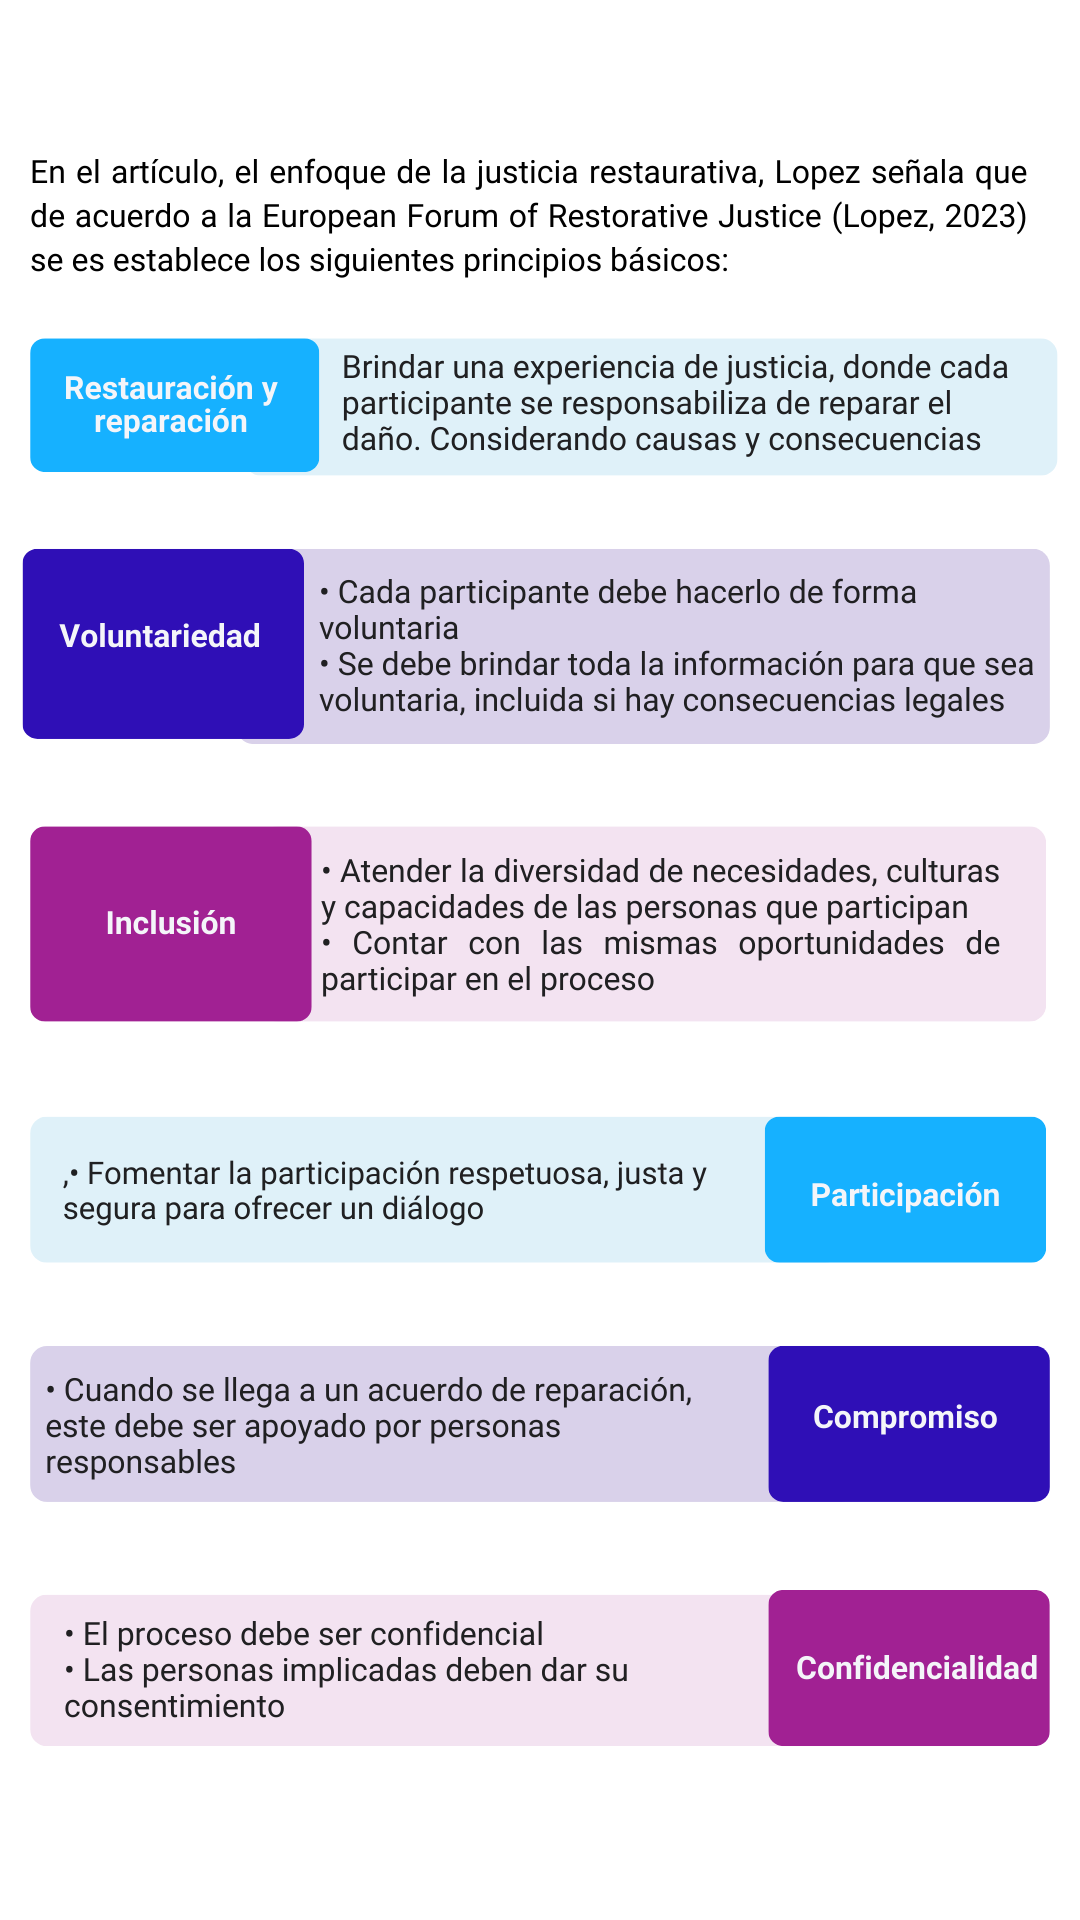 En el artículo, el enfoque de la justicia restaurativa, Lopez señala que
de acuerdo a la European Forum of Restorative Justice (Lopez, 2023)
se es establece los siguientes principios básicos:
Restauración y
reparación
Brindar una experiencia de justicia, donde cada
participante se responsabiliza de reparar el
daño. Considerando causas y consecuencias
Voluntariedad
• Cada participante debe hacerlo de forma
voluntaria
• Se debe brindar toda la información para que sea
voluntaria, incluida si hay consecuencias legales
Inclusión
• Atender la diversidad de necesidades, culturas
y capacidades de las personas que participan
• Contar con las mismas oportunidades de
participar en el proceso
,• Fomentar la participación respetuosa, justa y
segura para ofrecer un diálogo
Participación
• Cuando se llega a un acuerdo de reparación,
este debe ser apoyado por personas
responsables
Compromiso
• El proceso debe ser confidencial
• Las personas implicadas deben dar su
consentimiento
Confidencialidad